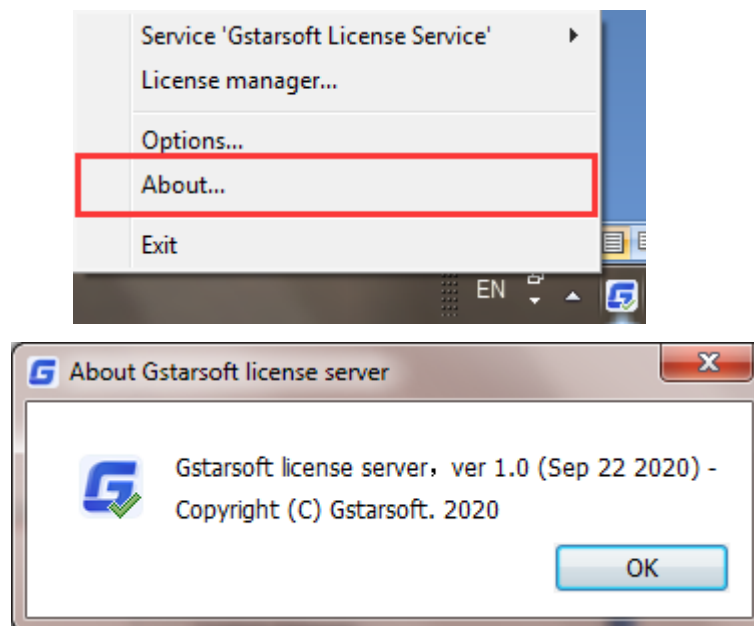 Service 'Gstarsoft License Service'
License manager...
Options...
About...
Exit
EN
About Gstarsoft license server
Gstarsoft license server，ver 1.0 (Sep 22 2020) -
Copyright (C) Gstarsoft. 2020
OK